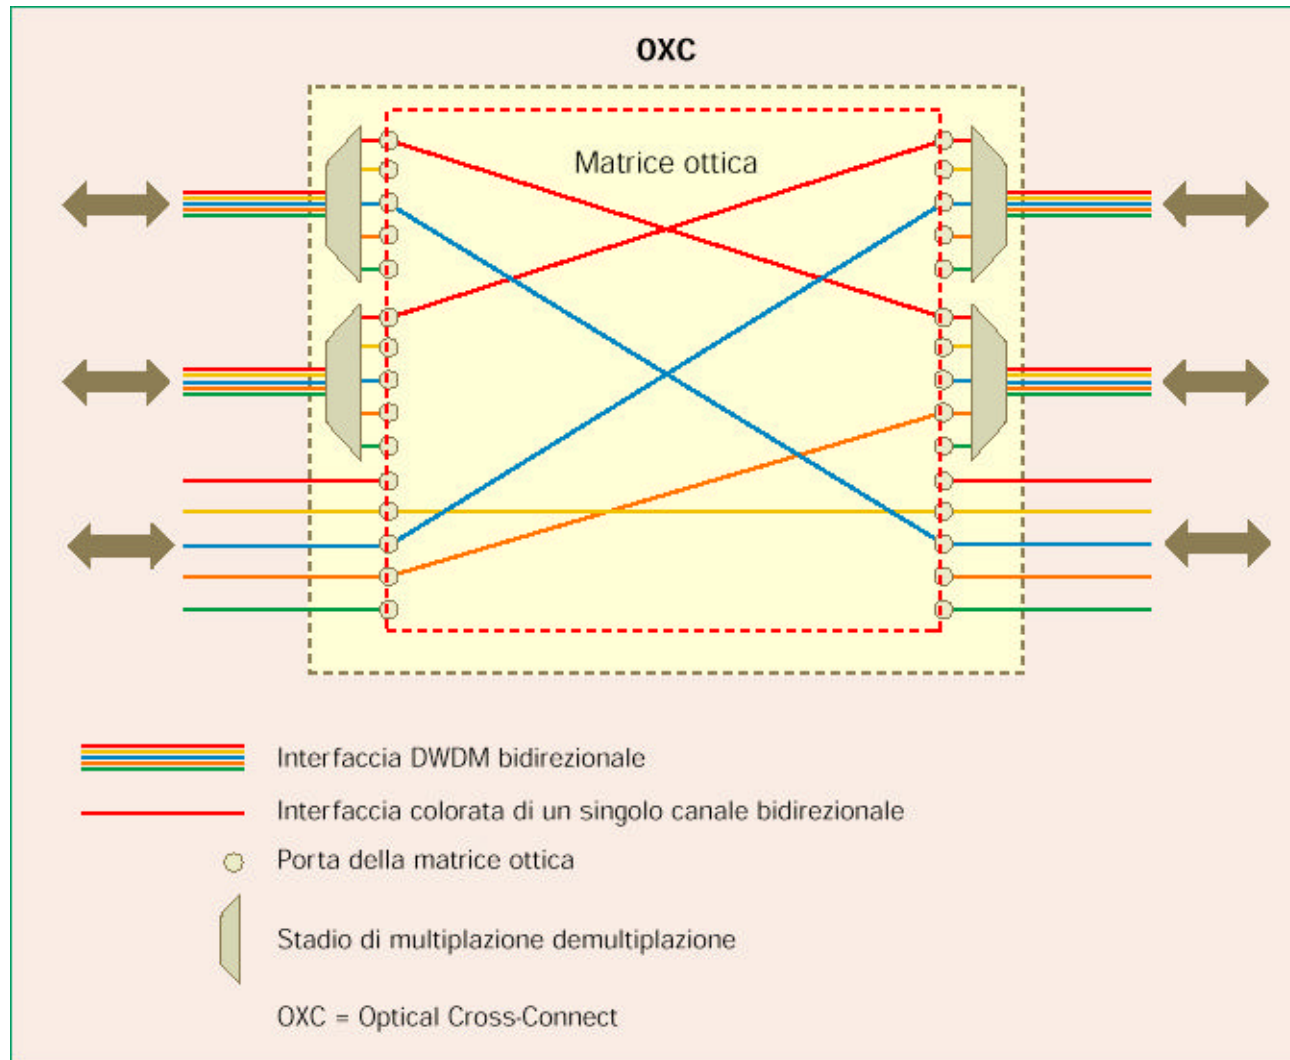 OXC
Matrice ottica
Interfaccia DWDM bidirezionale
Interfaccia colorata di un singolo canale bidirezionale
Porta della matrice ottica
Stadio di multiplazione demultiplazione
OXC = Optical Cross-Connect